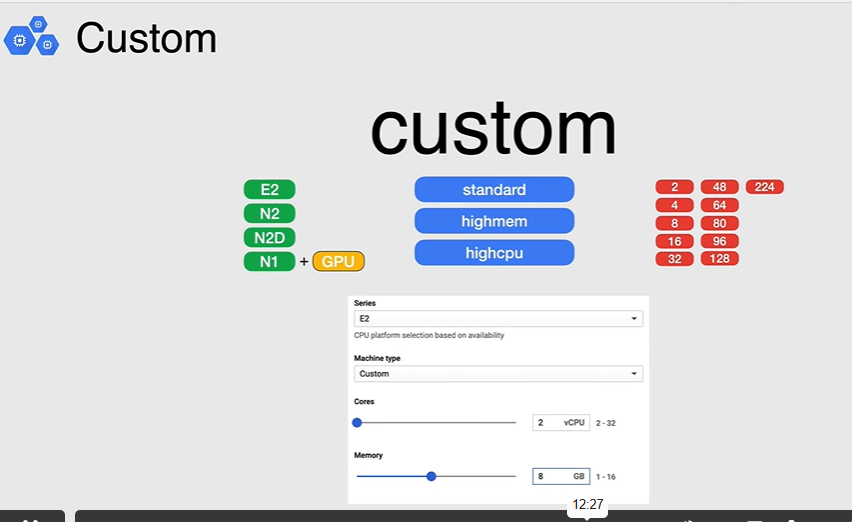 Custom
custom
E2
N2
N2D
N1 + GPU
standard
highmem
highcpu
2 48 224
4 64
8 80
16 96
32 128
Series
E2
CPU platform selection based on availability
Machine type
Custom
Cores
2 vCPU 2 - 32
Memory
8 GB 1 - 16
12:27